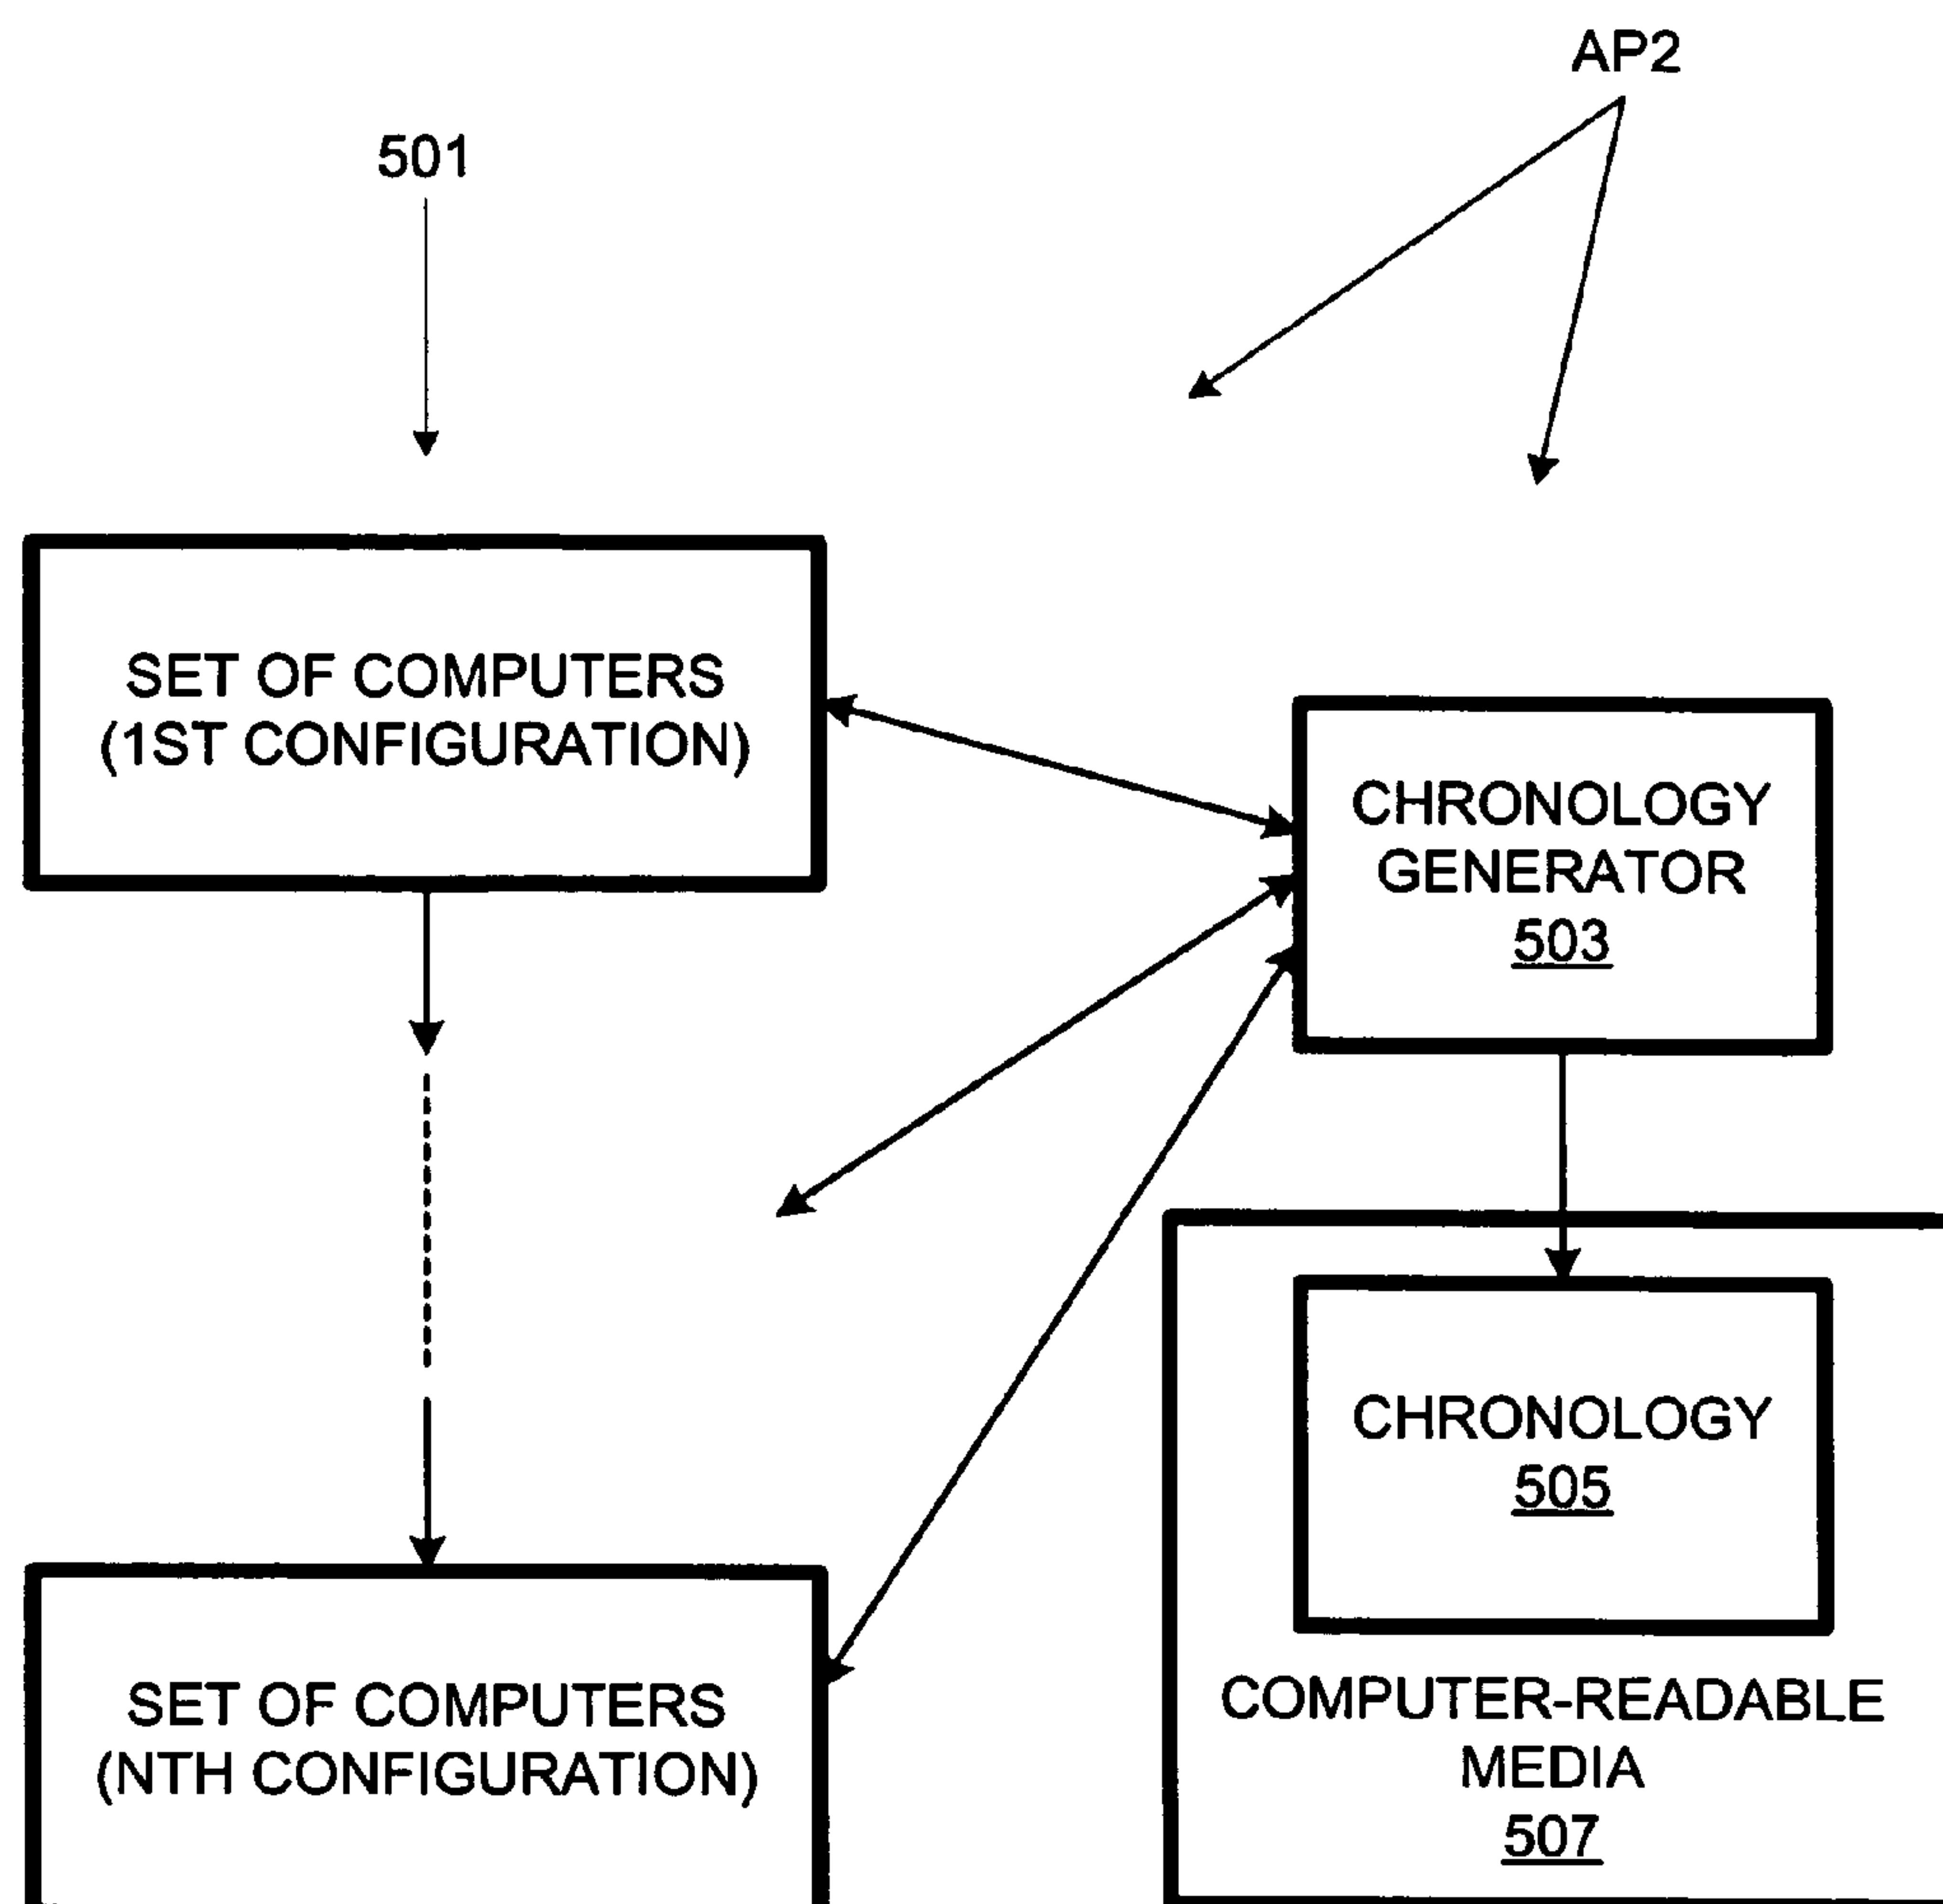 AP2
501
SET OF COMPUTERS
(1ST CONFIGURATION)
CHRONOLOGY
GENERATOR
503
CHRONOLOGY
505
SET OF COMPUTERS
(NTH CONFIGURATION)
COMPUTER-READABLE
MEDIA
507